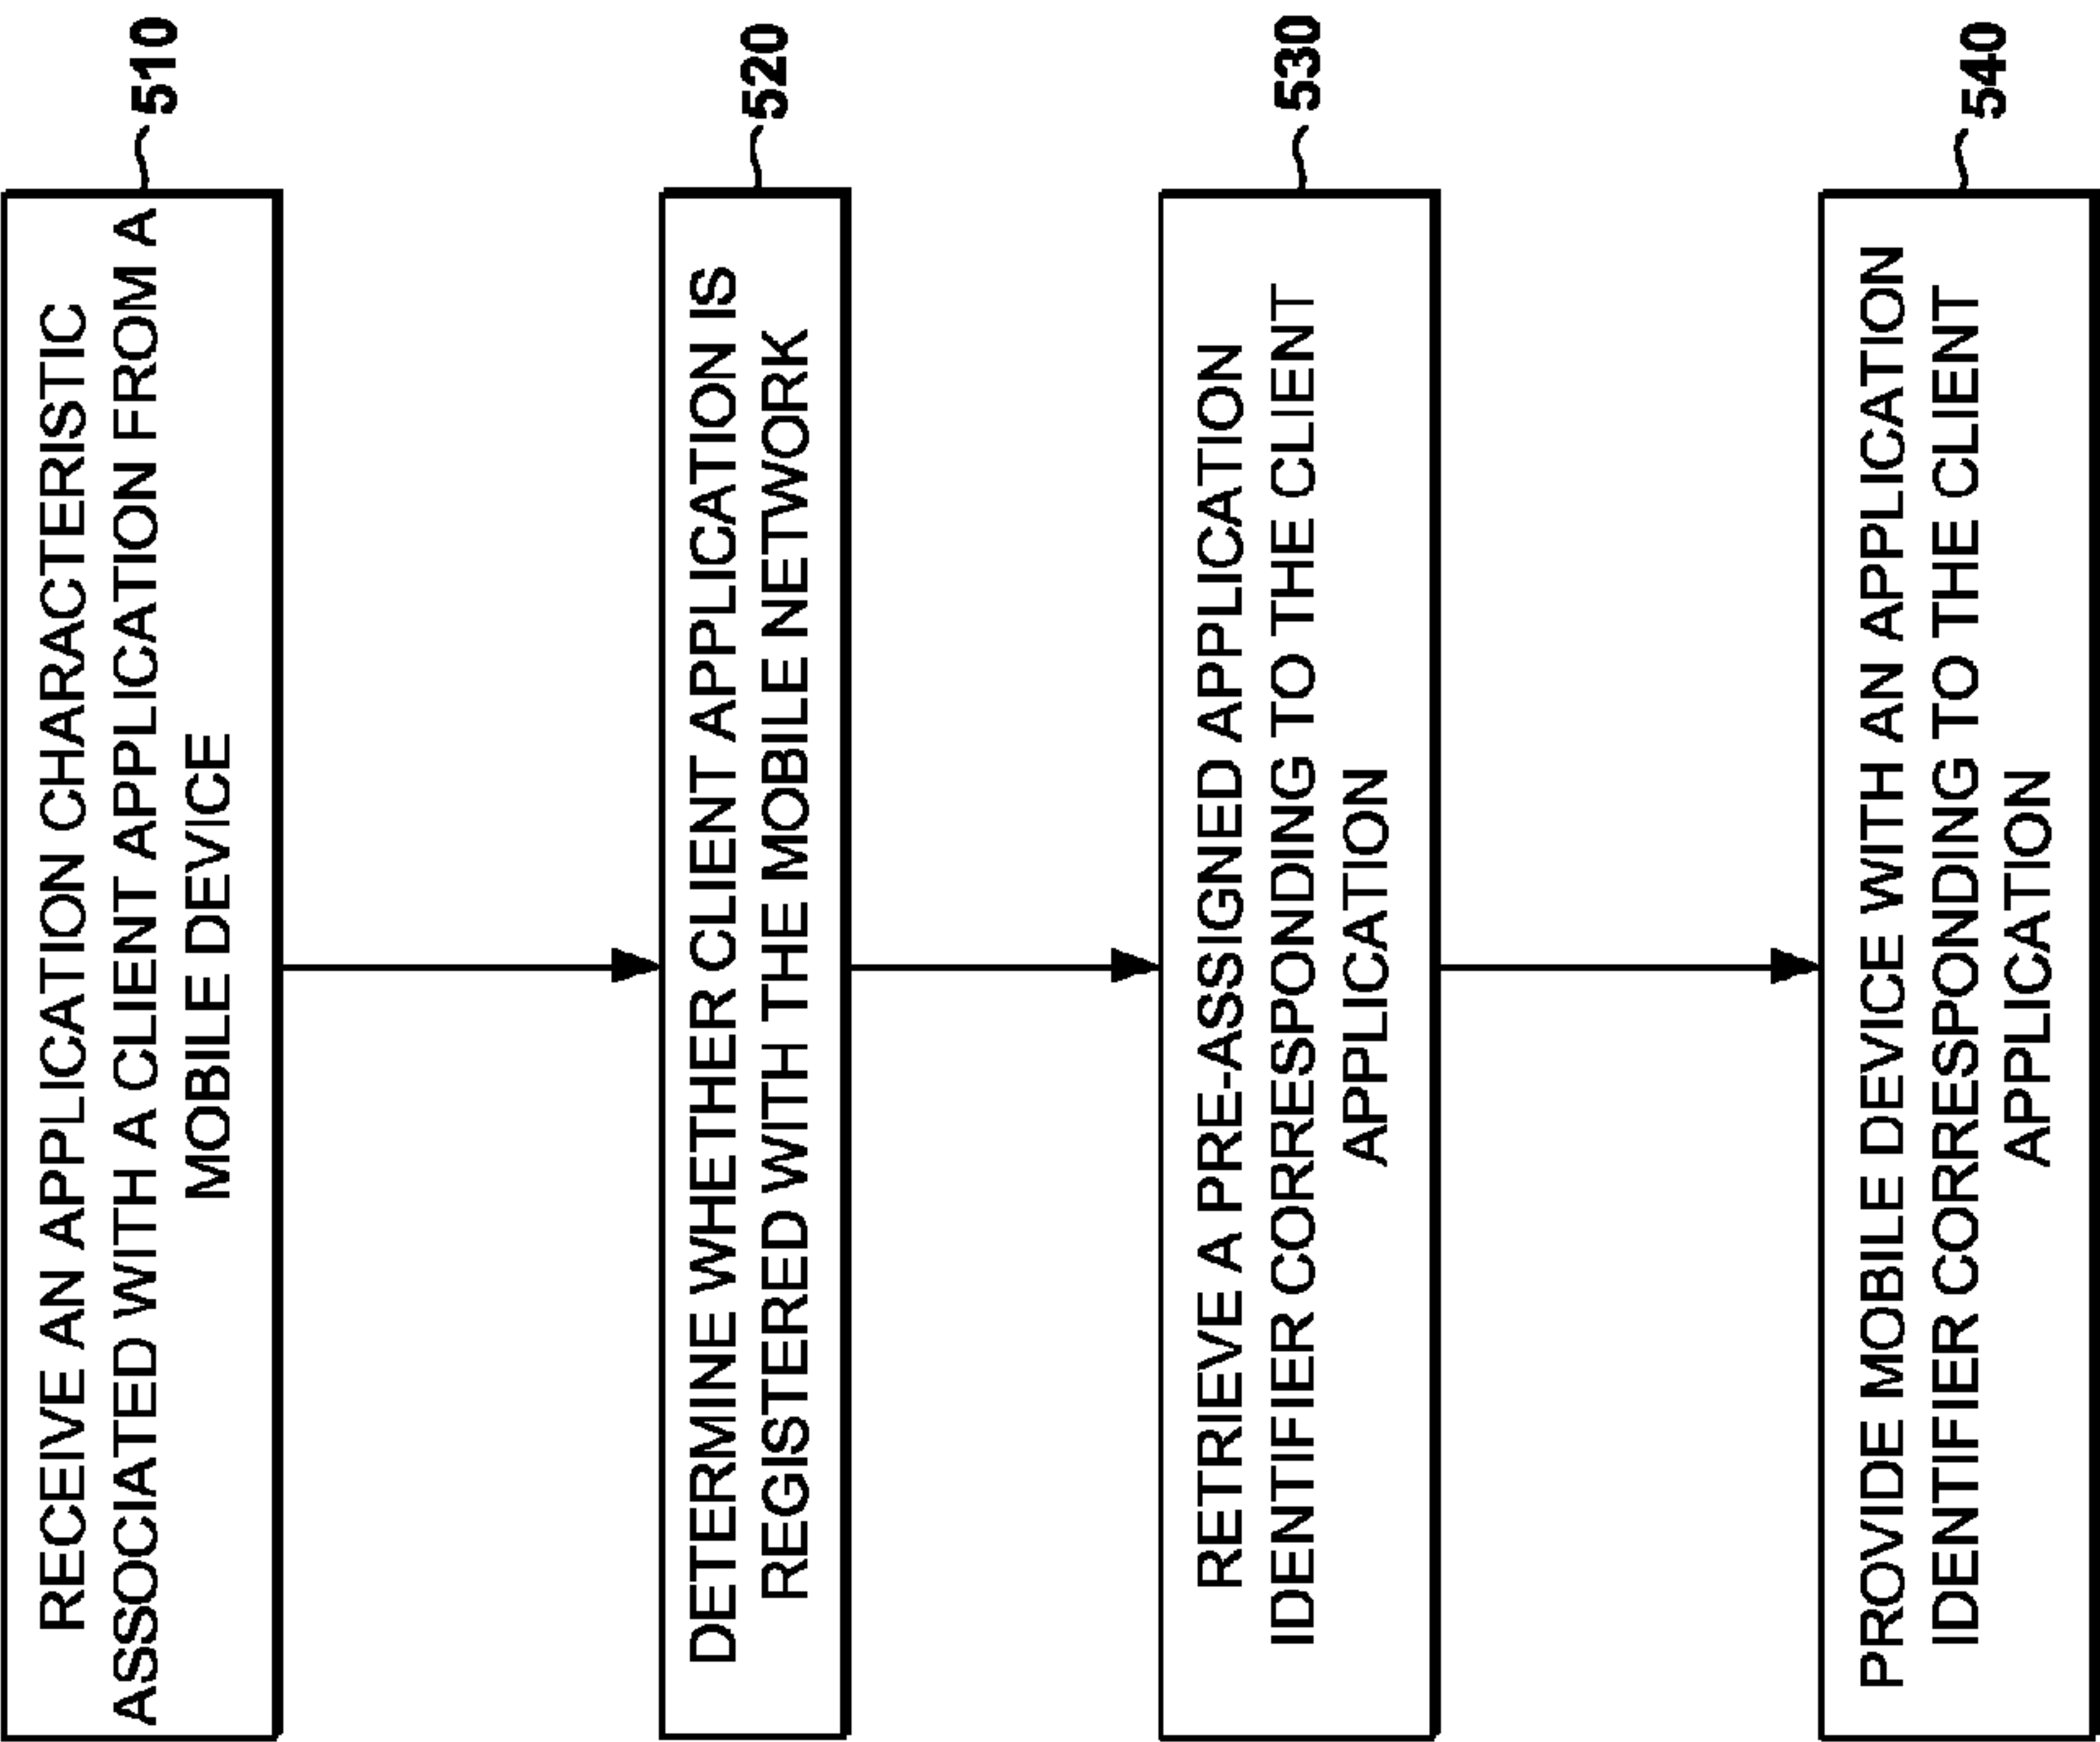 RECEIVE AN APPLICATION CHARACTERISTIC
ASSOCIATED WITH A CLIENT APPLICATION FROM A
MOBILE DEVICE
510
DETERMINE WHETHER CLIENT APPLICATION IS
REGISTERED WITH THE MOBILE NETWORK
520
RETRIEVE A PRE-ASSIGNED APPLICATION
IDENTIFIER CORRESPONDING TO THE CLIENT
APPLICATION
530
PROVIDE MOBILE DEVICE WITH AN APPLICATION
IDENTIFIER CORRESPONDING TO THE CLIENT
APPLICATION
540